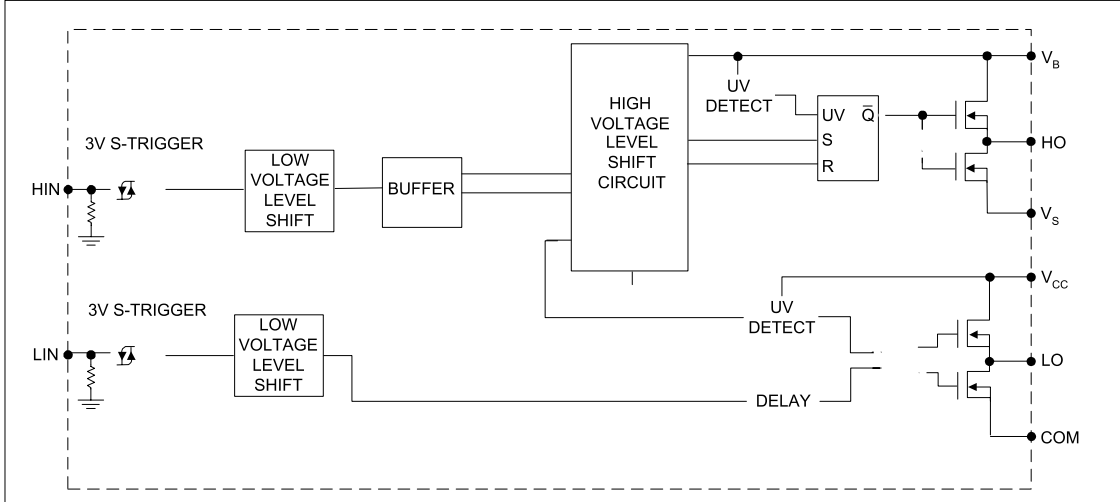 3V S-TRIGGER
HIN
LOW
VOLTAGE
LEVEL
SHIFT
BUFFER
HIGH
VOLTAGE
LEVEL
SHIFT
CIRCUIT
UV
DETECT
UV Q̅
S
R
V_B
HO
V_S
3V S-TRIGGER
LIN
LOW
VOLTAGE
LEVEL
SHIFT
UV
DETECT
DELAY
V_CC
LO
COM